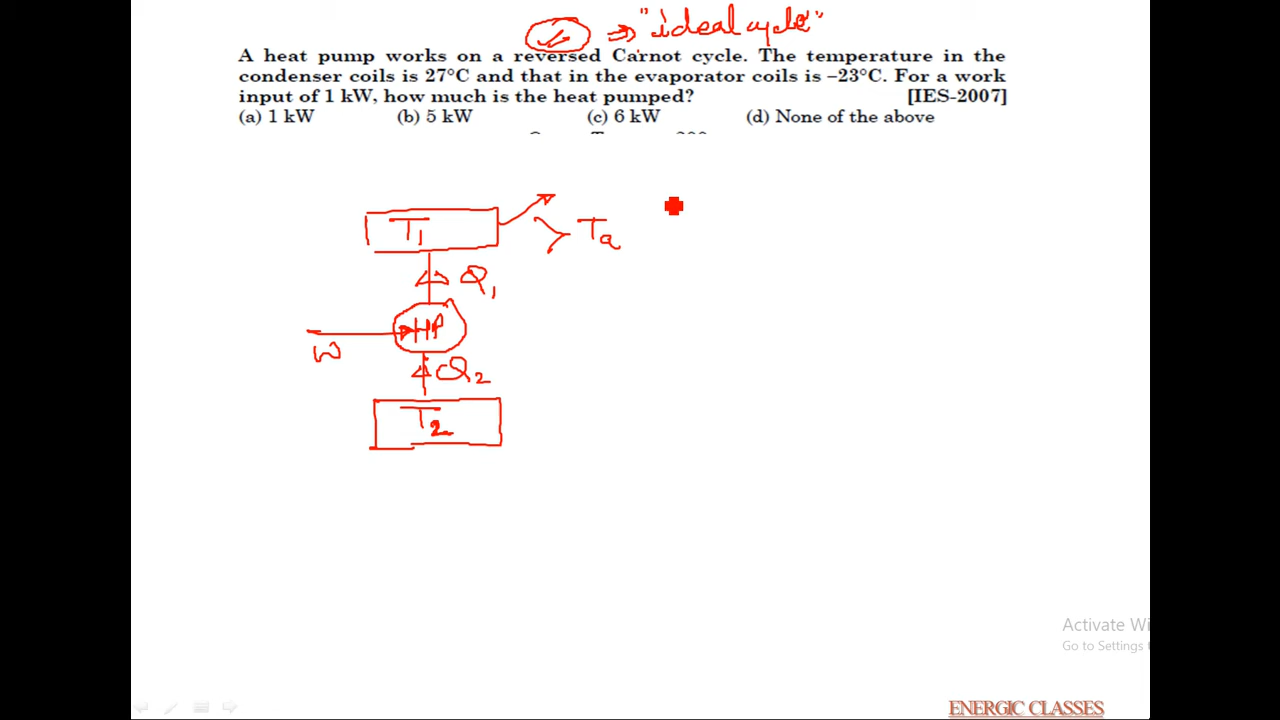 ⇒ "ideal cycle"
A heat pump works on a reversed Carnot cycle. The temperature in the
condenser coils is 27°C and that in the evaporator coils is –23°C. For a work
input of 1 kW, how much is the heat pumped? [IES-2007]
(a) 1 kW (b) 5 kW (c) 6 kW (d) None of the above
T1
Ta
Q1
HP
W
Q2
T2
Activate Wi
Go to Settings
ENERGIC CLASSES